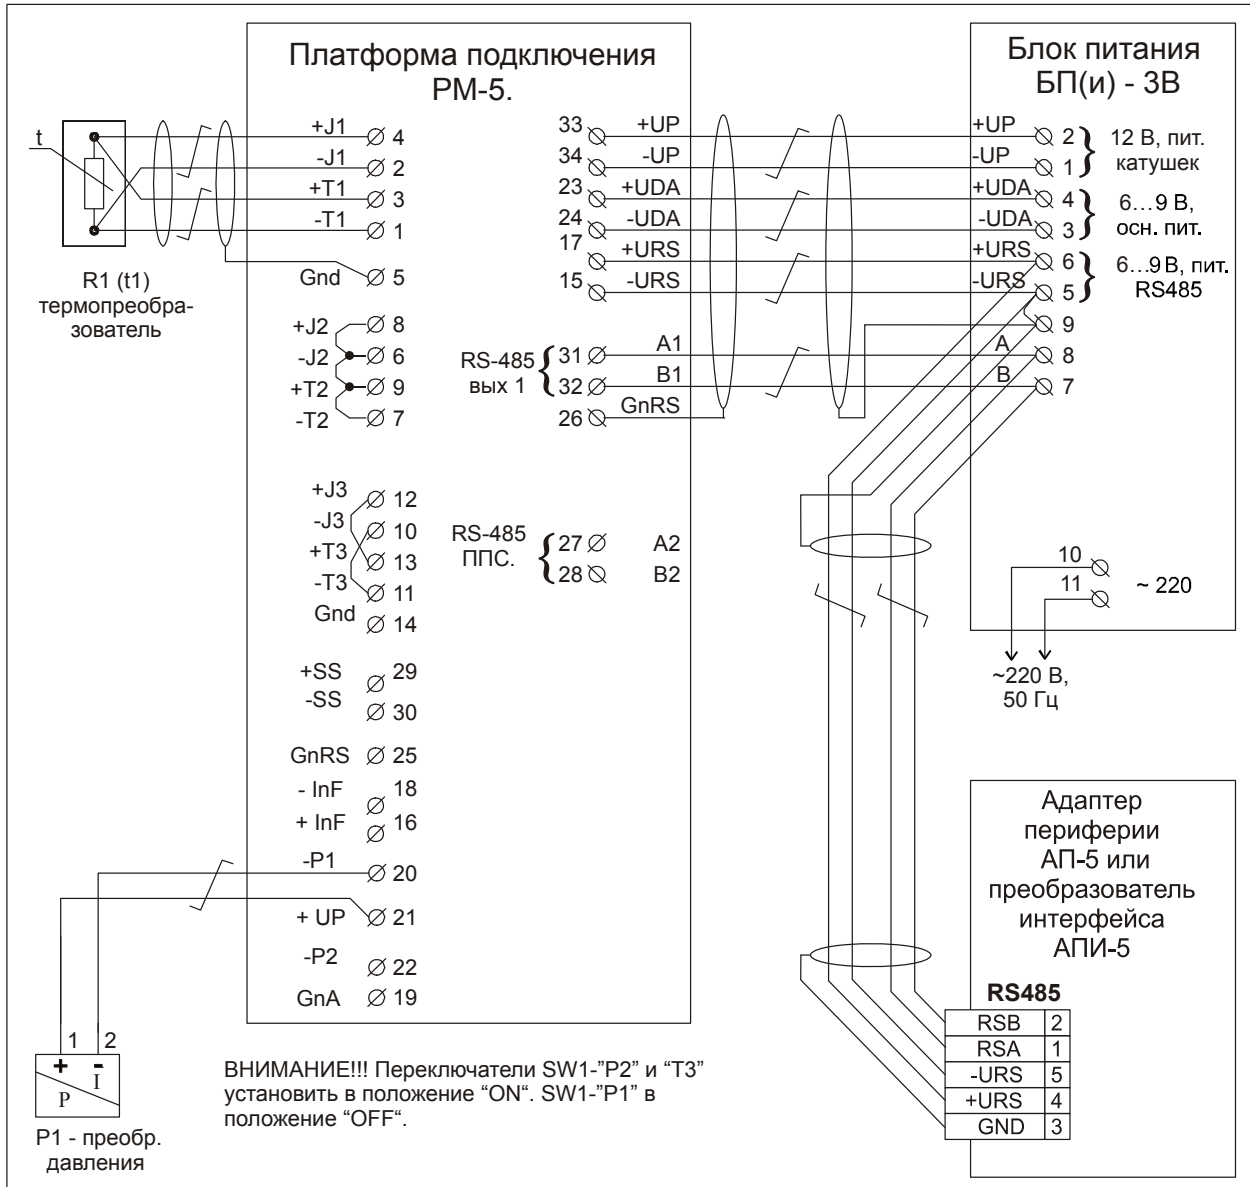 Платформа подключения
РМ-5.
Блок питания
БП(и) - 3В
t
R1 (t1)
термопреобра-
зователь
+J1 4
-J1 2
+T1 3
-T1 1
Gnd 5
+J2 8
-J2 6
+T2 9
-T2 7
+J3 12
-J3 10
+T3 13
-T3 11
Gnd 14
+SS 29
-SS 30
GnRS 25
- InF 18
+ InF 16
-P1 20
+ UP 21
-P2 22
GnA 19
33 +UP
34 -UP
23 +UDA
24 -UDA
17 +URS
15 -URS
RS-485
вых 1
31 A1
32 B1
26 GnRS
RS-485
ППС.
27 A2
28 B2
+UP 2
-UP 1
12 В, пит.
катушек
+UDA 4
-UDA 3
6...9 В,
осн. пит.
+URS 6
-URS 5
6...9 В, пит.
RS485
9
A 8
B 7
10
11
~ 220
~220 В,
50 Гц
Адаптер
периферии
АП-5 или
преобразователь
интерфейса
АПИ-5
RS485
RSB 2
RSA 1
-URS 5
+URS 4
GND 3
1 2
+ -
P I
P1 - преобр.
давления
ВНИМАНИЕ!!! Переключатели SW1-”P2” и “T3”
установить в положение “ON“. SW1-”P1” в
положение “OFF“.